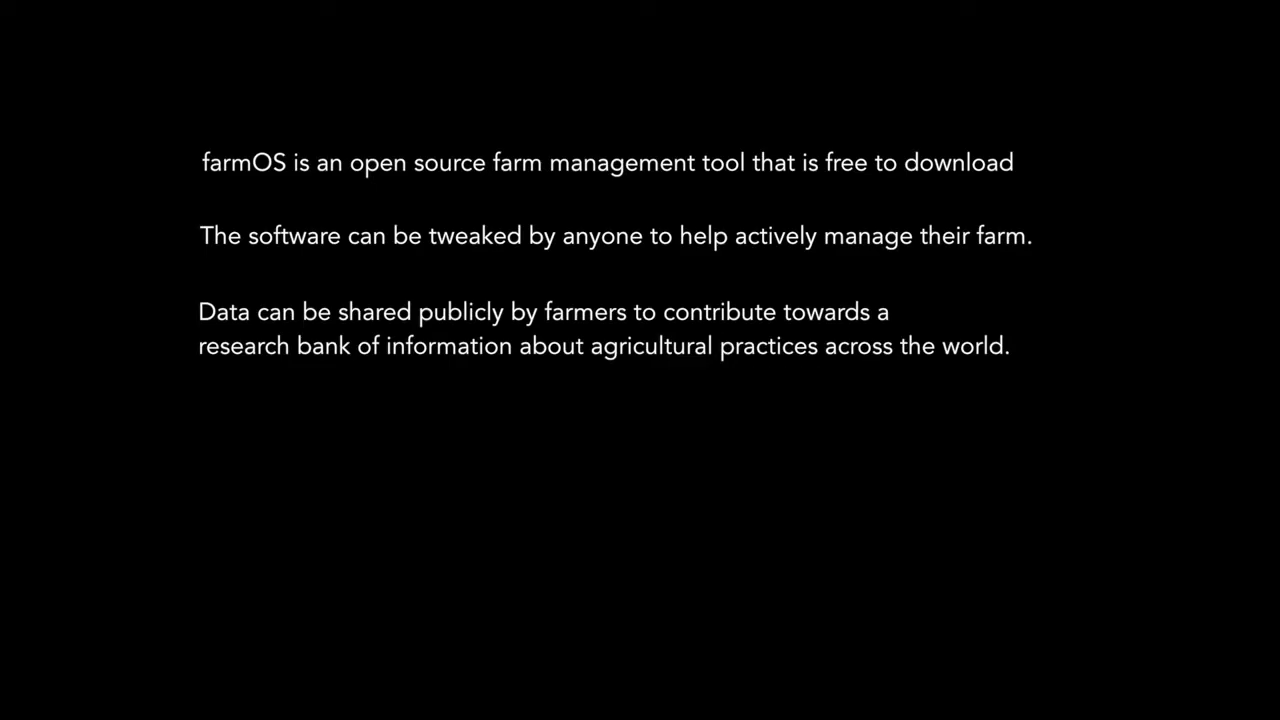 farmOS is an open source farm management tool that is free to download
The software can be tweaked by anyone to help actively manage their farm.
Data can be shared publicly by farmers to contribute towards a
research bank of information about agricultural practices across the world.